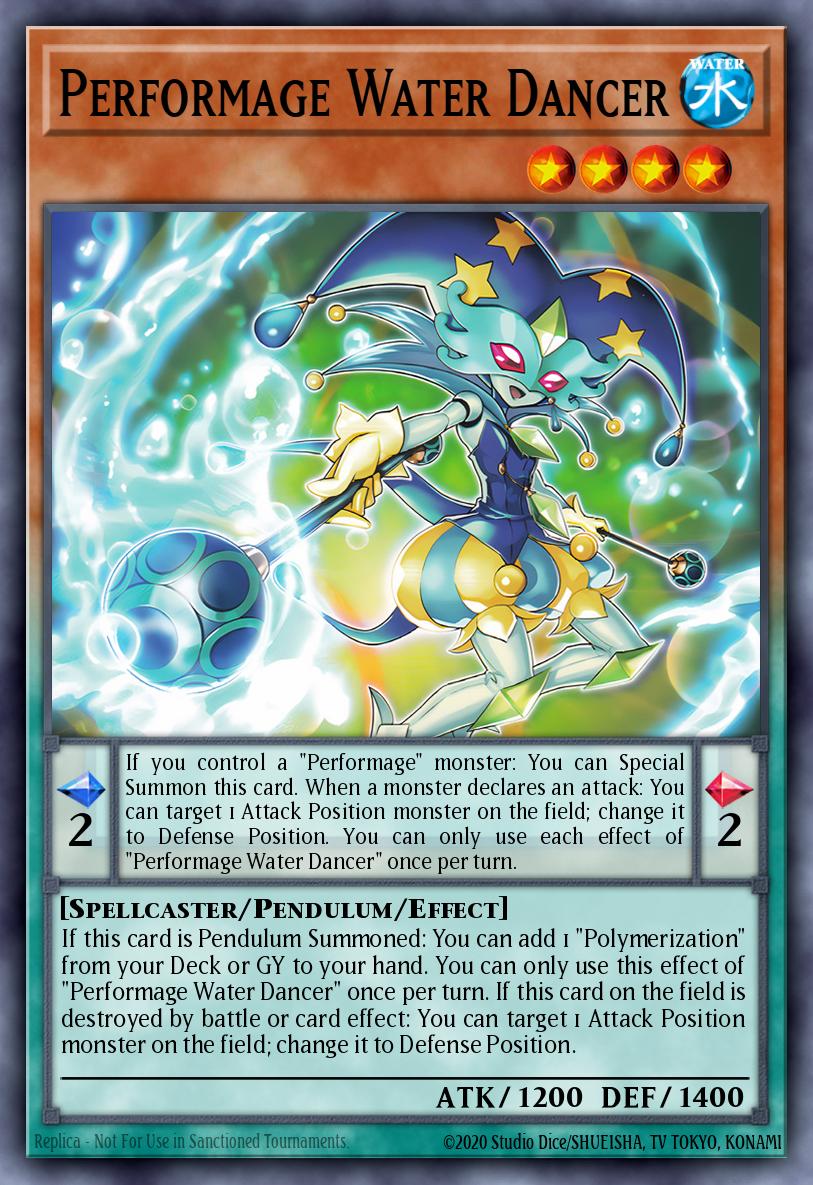 Performage Water Dancer
WATER
水
If you control a "Performage" monster: You can Special
Summon this card. When a monster declares an attack: You
can target 1 Attack Position monster on the field; change it
to Defense Position. You can only use each effect of
"Performage Water Dancer" once per turn.
2
2
[Spellcaster/Pendulum/Effect]
If this card is Pendulum Summoned: You can add 1 "Polymerization"
from your Deck or GY to your hand. You can only use this effect of
"Performage Water Dancer" once per turn. If this card on the field is
destroyed by battle or card effect: You can target 1 Attack Position
monster on the field; change it to Defense Position.
ATK/1200 DEF/1400
Replica - Not For Use in Sanctioned Tournaments.
©2020 Studio Dice/SHUEISHA, TV TOKYO, KONAMI